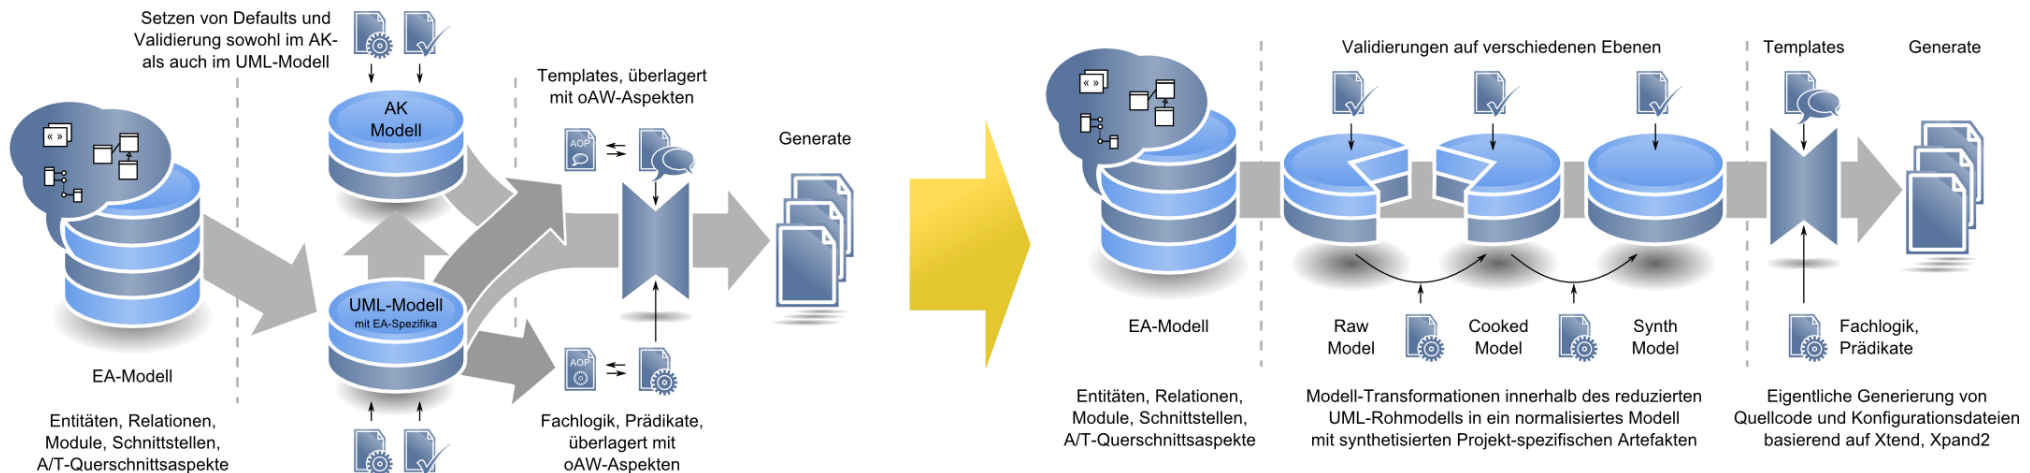 Setzen von Defaults und
Validierung sowohl im AK-
als auch im UML-Modell
« »
EA-Modell
Entitäten, Relationen,
Module, Schnittstellen,
A/T-Querschnittsaspekte
AK
Modell
UML-Modell
mit EA-Spezifika
Templates, überlagert
mit oAW-Aspekten
AOP
AOP
Fachlogik, Prädikate,
überlagert mit
oAW-Aspekten
Generate
« »
EA-Modell
Entitäten, Relationen,
Module, Schnittstellen,
A/T-Querschnittsaspekte
Validierungen auf verschiedenen Ebenen
Raw
Model
Cooked
Model
Synth
Model
Modell-Transformationen innerhalb des reduzierten
UML-Rohmodells in ein normalisiertes Modell
mit synthetisierten Projekt-spezifischen Artefakten
Templates
Generate
Fachlogik,
Prädikate
Eigentliche Generierung von
Quellcode und Konfigurationsdateien
basierend auf Xtend, Xpand2